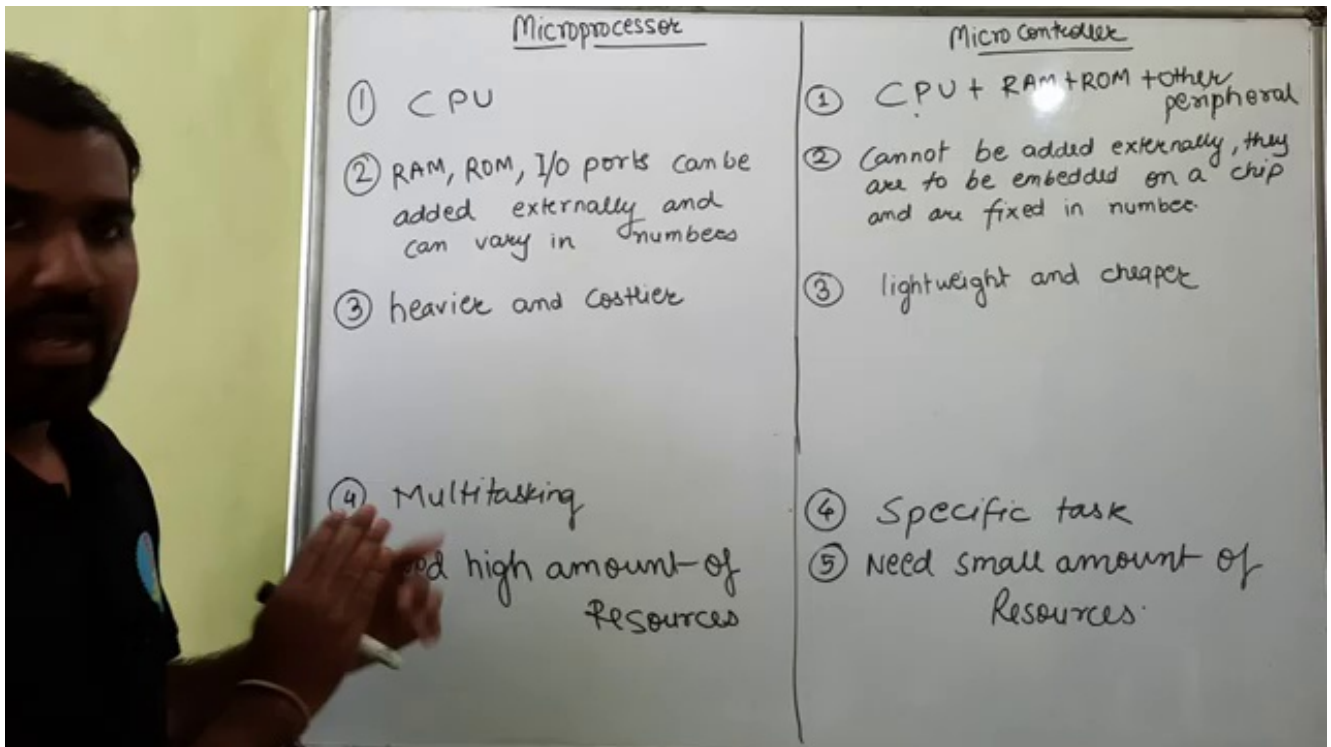 Microprocessor
① CPU
② RAM, ROM, I/O ports can be
added externally and
can vary in numbers
③ heavier and costlier
④ Multitasking
high amount of
Resources
Micro Controller
① CPU + RAM + ROM + other
peripheral
② Cannot be added externally, they
are to be embedded on a chip
and are fixed in number.
③ lightweight and cheaper
④ Specific task
⑤ Need small amount of
Resources.